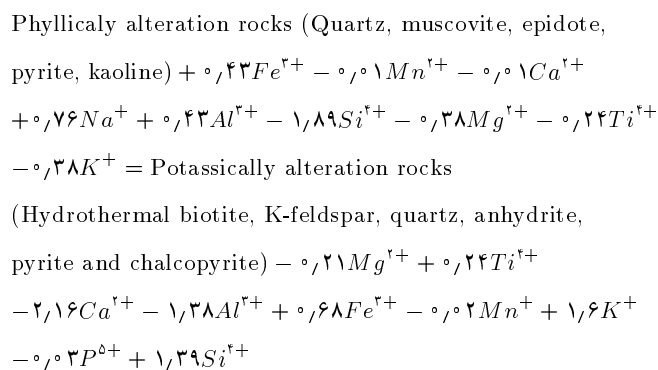 Phyllicaly alteration rocks (Quartz, muscovite, epidote,
pyrite, kaoline) + ۰٫۴۳Fe³⁺ − ۰٫۰۱Mn²⁺ − ۰٫۰۱Ca²⁺
+۰٫۷۶Na⁺ + ۰٫۴۳Al³⁺ − ۱٫۸۹Si⁴⁺ − ۰٫۳۸Mg²⁺ − ۰٫۲۴Ti⁴⁺
−۰٫۳۸K⁺ = Potassically alteration rocks
(Hydrothermal biotite, K-feldspar, quartz, anhydrite,
pyrite and chalcopyrite) − ۰٫۲۱Mg²⁺ + ۰٫۲۴Ti⁴⁺
−۲٫۱۶Ca²⁺ − ۱٫۳۸Al³⁺ + ۰٫۶۸Fe³⁺ − ۰٫۰۲Mn⁺ + ۱٫۶K⁺
−۰٫۰۳P⁵⁺ + ۱٫۳۹Si⁴⁺